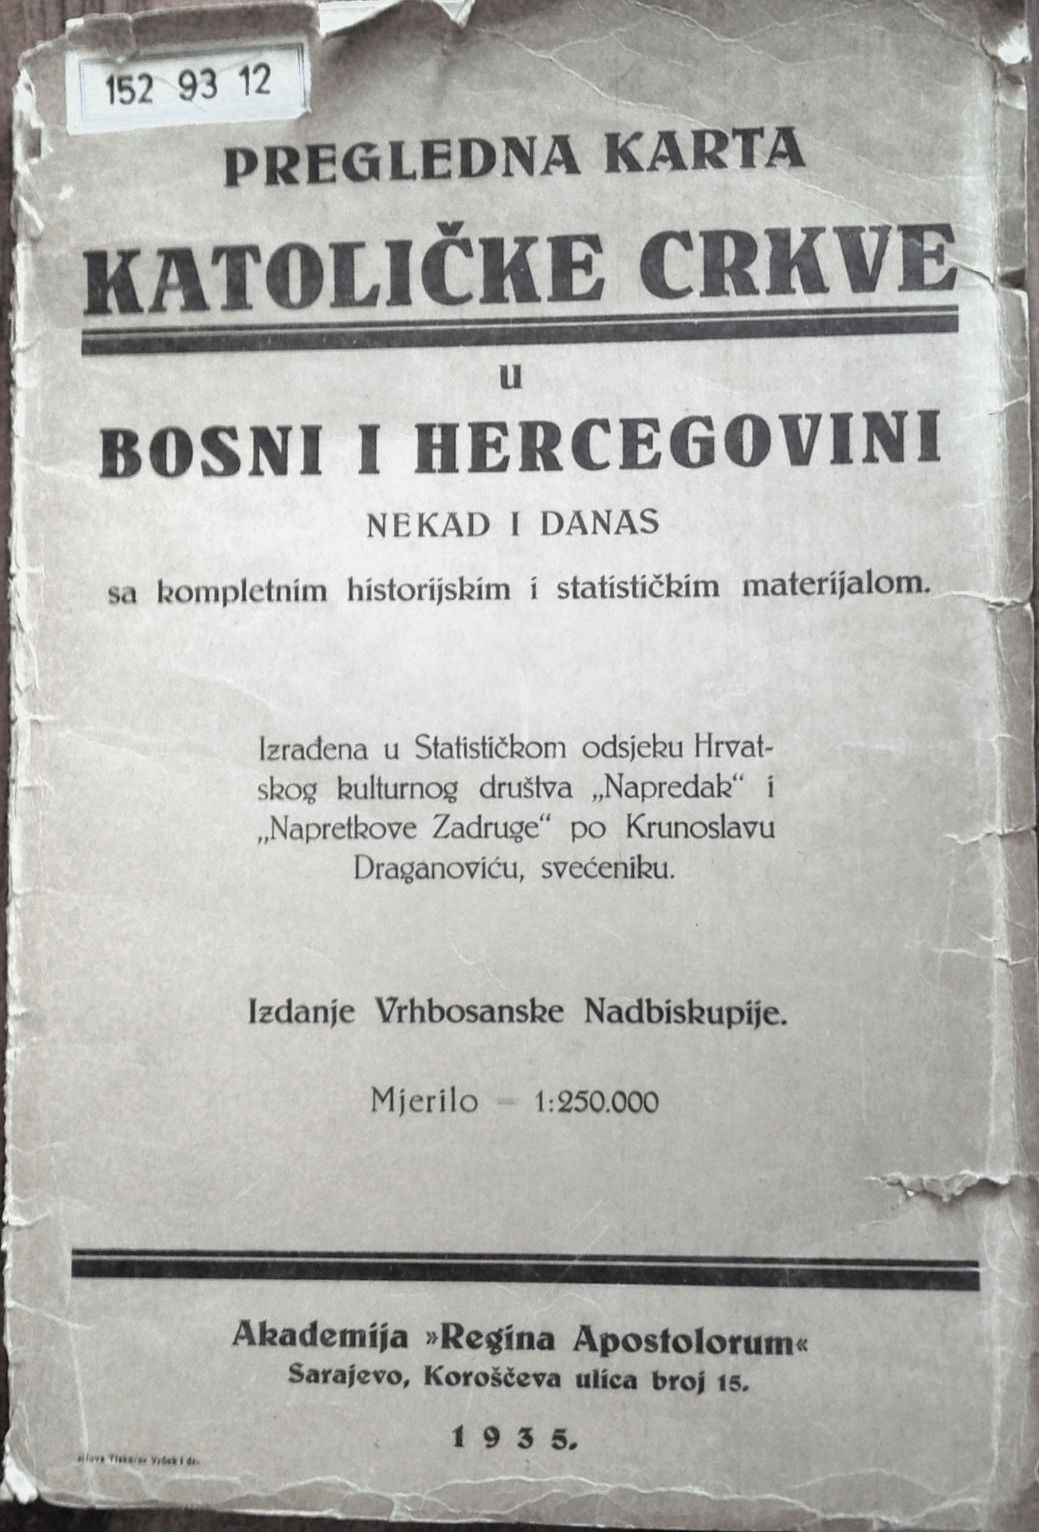 152 93 12
PREGLEDNA KARTA
KATOLIČKE CRKVE
u
BOSNI I HERCEGOVINI
NEKAD I DANAS
sa kompletnim historijskim i statističkim materijalom.
Izrađena u Statističkom odsjeku Hrvat-
skog kulturnog društva „Napredak“ i
„Napretkove Zadruge“ po Krunoslavu
Draganoviću, svećeniku.
Izdanje Vrhbosanske Nadbiskupije.
Mjerilo = 1:250.000
Akademija »Regina Apostolorum«
Sarajevo, Koroščeva ulica broj 15.
1935.